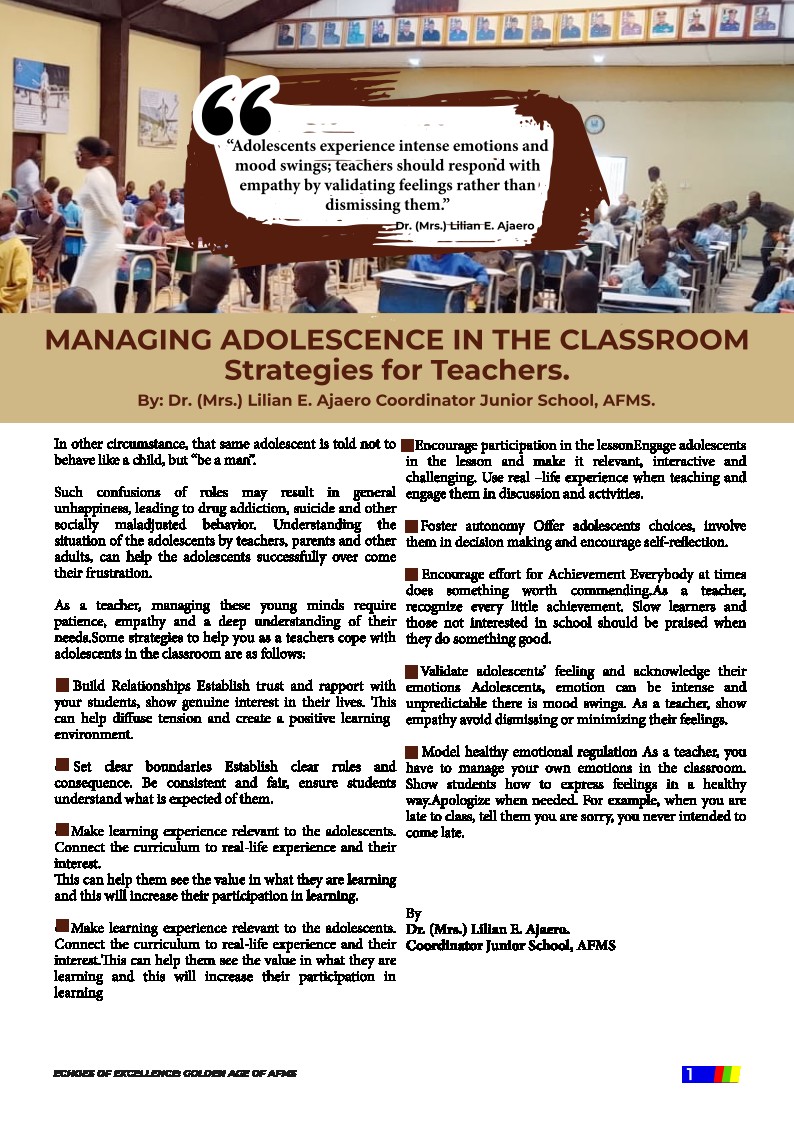 “Adolescents experience intense emotions and
mood swings; teachers should respond with
empathy by validating feelings rather than
dismissing them.”
Dr. (Mrs.) Lilian E. Ajaero
MANAGING ADOLESCENCE IN THE CLASSROOM
Strategies for Teachers.
By: Dr. (Mrs.) Lilian E. Ajaero Coordinator Junior School, AFMS.
In other circumstance, that same adolescent is told not to
behave like a child, but “be a man”.
Such confusions of roles may result in general
unhappiness, leading to drug addiction, suicide and other
socially maladjusted behavior. Understanding the
situation of the adolescents by teachers, parents and other
adults, can help the adolescents successfully over come
their frustration.
As a teacher, managing these young minds require
patience, empathy and a deep understanding of their
needs.Some strategies to help you as a teachers cope with
adolescents in the classroom are as follows:
Build Relationships Establish trust and rapport with
your students, show genuine interest in their lives. This
can help diffuse tension and create a positive learning
environment.
Set clear boundaries Establish clear rules and
consequence. Be consistent and fair, ensure students
understand what is expected of them.
Make learning experience relevant to the adolescents.
Connect the curriculum to real-life experience and their
interest.
This can help them see the value in what they are learning
and this will increase their participation in learning.
Make learning experience relevant to the adolescents.
Connect the curriculum to real-life experience and their
interest.This can help them see the value in what they are
learning and this will increase their participation in
learning
Encourage participation in the lessonEngage adolescents
in the lesson and make it relevant, interactive and
challenging. Use real –life experience when teaching and
engage them in discussion and activities.
Foster autonomy Offer adolescents choices, involve
them in decision making and encourage self-reflection.
Encourage effort for Achievement Everybody at times
does something worth commending.As a teacher,
recognize every little achievement. Slow learners and
those not interested in school should be praised when
they do something good.
Validate adolescents’ feeling and acknowledge their
emotions Adolescents, emotion can be intense and
unpredictable there is mood swings. As a teacher, show
empathy avoid dismissing or minimizing their feelings.
Model healthy emotional regulation As a teacher, you
have to manage your own emotions in the classroom.
Show students how to express feelings in a healthy
way.Apologize when needed. For example, when you are
late to class, tell them you are sorry, you never intended to
come late.
By
Dr. (Mrs.) Lilian E. Ajaero.
Coordinator Junior School, AFMS
ECHOES OF EXCELLENCE: GOLDEN AGE OF AFMS
1